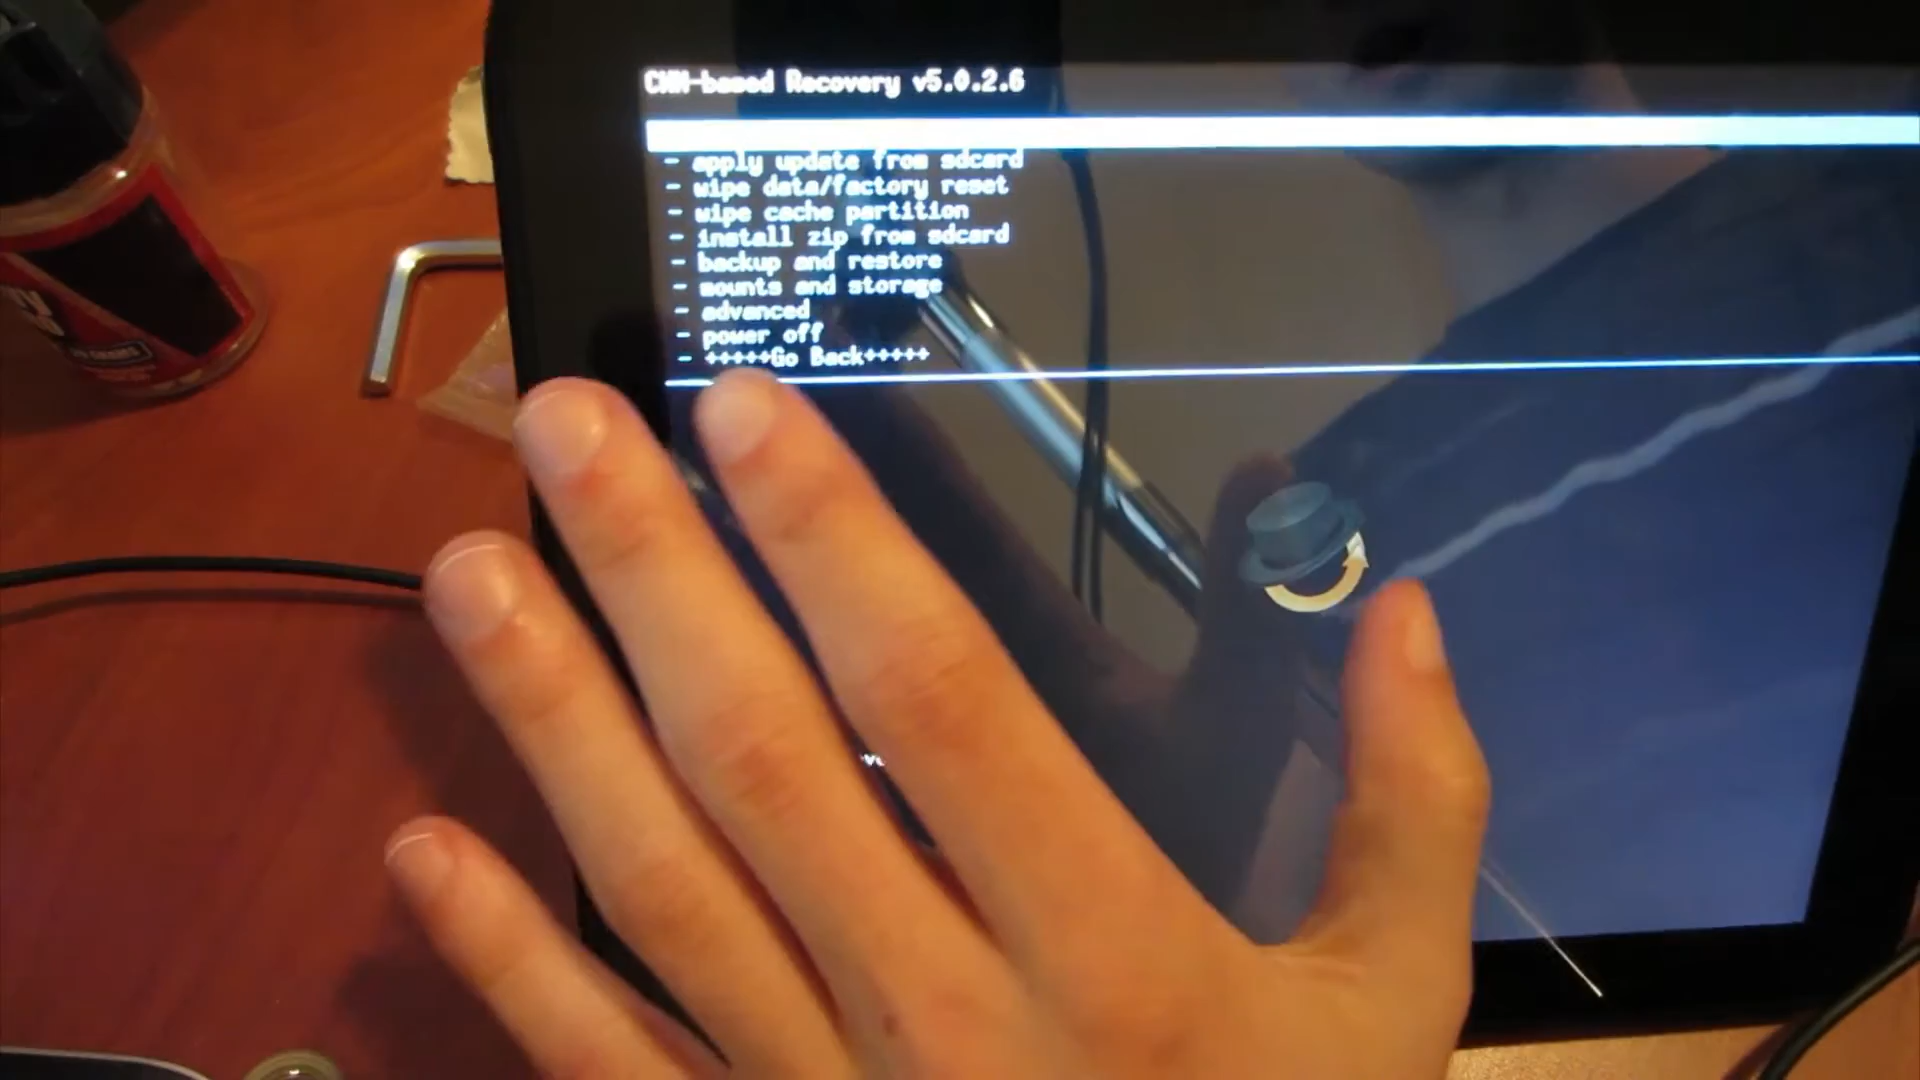 CWM-based Recovery v5.0.2.6
- apply update from sdcard
- wipe data/factory reset
- wipe cache partition
- install zip from sdcard
- backup and restore
- mounts and storage
- advanced
- power off
- +++++Go Back+++++